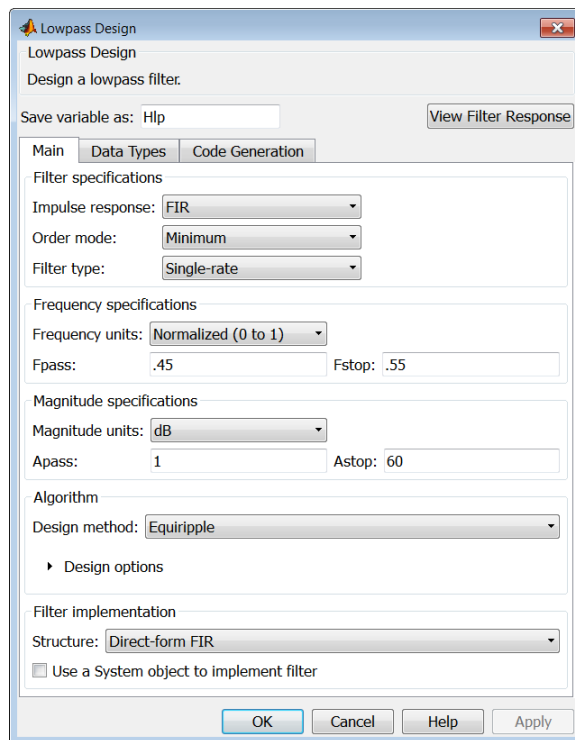 Lowpass Design
Lowpass Design
Design a lowpass filter.
Save variable as: Hlp View Filter Response
Main Data Types Code Generation
Filter specifications
Impulse response: FIR
Order mode: Minimum
Filter type: Single-rate
Frequency specifications
Frequency units: Normalized (0 to 1)
Fpass: .45 Fstop: .55
Magnitude specifications
Magnitude units: dB
Apass: 1 Astop: 60
Algorithm
Design method: Equiripple
Design options
Filter implementation
Structure: Direct-form FIR
Use a System object to implement filter
OK Cancel Help Apply